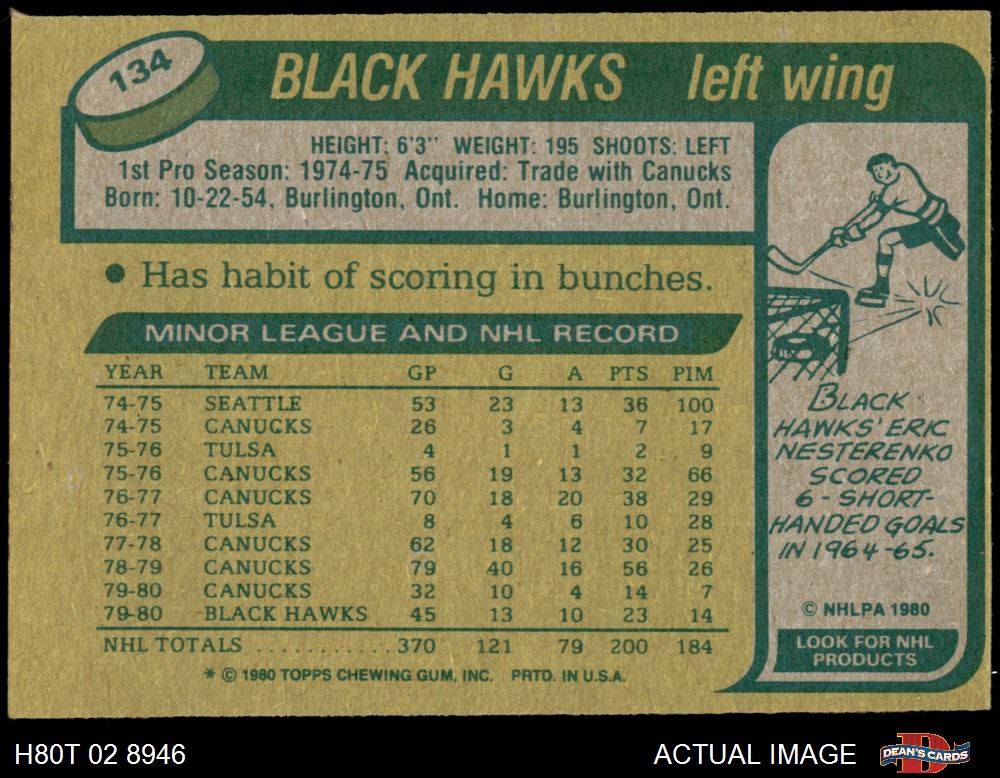 134
BLACK HAWKS left wing
HEIGHT: 6'3'' WEIGHT: 195 SHOOTS: LEFT
1st Pro Season: 1974-75 Acquired: Trade with Canucks
Born: 10-22-54, Burlington, Ont. Home: Burlington, Ont.
● Has habit of scoring in bunches.
MINOR LEAGUE AND NHL RECORD
YEAR TEAM GP G A PTS PIM
74-75 SEATTLE 53 23 13 36 100
74-75 CANUCKS 26 3 4 7 17
75-76 TULSA 4 1 1 2 9
75-76 CANUCKS 56 19 13 32 66
76-77 CANUCKS 70 18 20 38 29
76-77 TULSA 8 4 6 10 28
77-78 CANUCKS 62 18 12 30 25
78-79 CANUCKS 79 40 16 56 26
79-80 CANUCKS 32 10 4 14 7
79-80 BLACK HAWKS 45 13 10 23 14
NHL TOTALS ............370 121 79 200 184
* © 1980 TOPPS CHEWING GUM, INC. PRTD. IN U.S.A.
BLACK
HAWKS' ERIC
NESTERENKO
SCORED
6 - SHORT-
HANDED GOALS
IN 1964-65.
© NHLPA 1980
LOOK FOR NHL
PRODUCTS
H80T 02 8946
ACTUAL IMAGE
D
DEAN'S CARDS